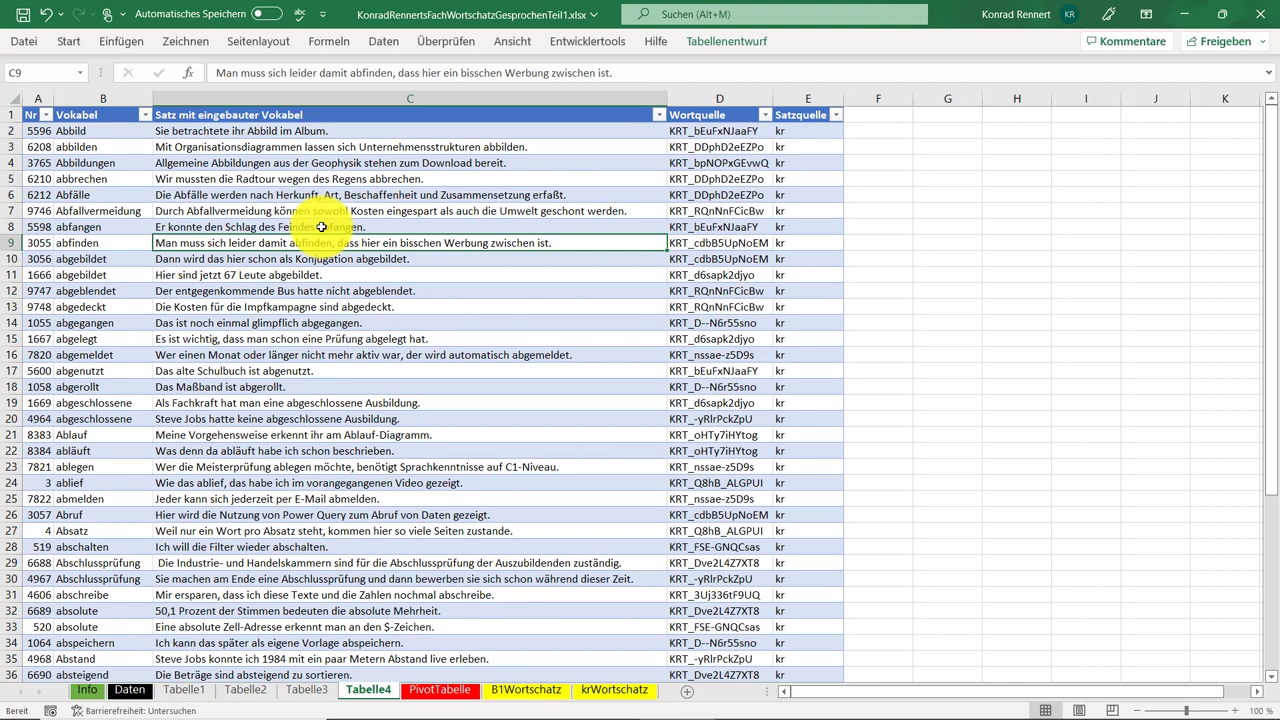 Automatisches Speichern
KonradRennertsFachWortschatzGesprochenTeil1.xlsx
Suchen (Alt+M)
Konrad Rennert KR
Datei Start Einfügen Zeichnen Seitenlayout Formeln Daten Überprüfen Ansicht Entwicklertools Hilfe Tabellenentwurf Kommentare Freigeben
C9 fx Man muss sich leider damit abfinden, dass hier ein bisschen Werbung zwischen ist.
A B C D E F G H I J K
1 Nr Vokabel Satz mit eingebauter Vokabel Wortquelle Satzquelle
2 5596 Abbild Sie betrachtete ihr Abbild im Album. KRT_bEuFxNJaaFY kr
3 6208 abbilden Mit Organisationsdiagrammen lassen sich Unternehmensstrukturen abbilden. KRT_DDphD2eEZPo kr
4 3765 Abbildungen Allgemeine Abbildungen aus der Geophysik stehen zum Download bereit. KRT_bpNOPxGEvwQ kr
5 6210 abbrechen Wir mussten die Radtour wegen des Regens abbrechen. KRT_DDphD2eEZPo kr
6 6212 Abfälle Die Abfälle werden nach Herkunft, Art, Beschaffenheit und Zusammensetzung erfaßt. KRT_DDphD2eEZPo kr
7 9746 Abfallvermeidung Durch Abfallvermeidung können sowohl Kosten eingespart als auch die Umwelt geschont werden. KRT_RQnNnFCicBw kr
8 5598 abfangen Er konnte den Schlag des Feindes abfangen. KRT_bEuFxNJaaFY kr
9 3055 abfinden Man muss sich leider damit abfinden, dass hier ein bisschen Werbung zwischen ist. KRT_cdbB5UpNoEM kr
10 3056 abgebildet Dann wird das hier schon als Konjugation abgebildet. KRT_cdbB5UpNoEM kr
11 1666 abgebildet Hier sind jetzt 67 Leute abgebildet. KRT_d6sapk2djyo kr
12 9747 abgeblendet Der entgegenkommende Bus hatte nicht abgeblendet. KRT_RQnNnFCicBw kr
13 9748 abgedeckt Die Kosten für die Impfkampagne sind abgedeckt. KRT_RQnNnFCicBw kr
14 1055 abgegangen Das ist noch einmal glimpflich abgegangen. KRT_D--N6r55sno kr
15 1667 abgelegt Es ist wichtig, dass man schon eine Prüfung abgelegt hat. KRT_d6sapk2djyo kr
16 7820 abgemeldet Wer einen Monat oder länger nicht mehr aktiv war, der wird automatisch abgemeldet. KRT_nssae-z5D9s kr
17 5600 abgenutzt Das alte Schulbuch ist abgenutzt. KRT_bEuFxNJaaFY kr
18 1058 abgerollt Das Maßband ist abgerollt. KRT_D--N6r55sno kr
19 1669 abgeschlossene Als Fachkraft hat man eine abgeschlossene Ausbildung. KRT_d6sapk2djyo kr
20 4964 abgeschlossene Steve Jobs hatte keine abgeschlossene Ausbildung. KRT_-yRlrPckZpU kr
21 8383 Ablauf Meine Vorgehensweise erkennt ihr am Ablauf-Diagramm. KRT_oHTy7iHYtog kr
22 8384 abläuft Was denn da abläuft habe ich schon beschrieben. KRT_oHTy7iHYtog kr
23 7821 ablegen Wer die Meisterprüfung ablegen möchte, benötigt Sprachkenntnisse auf C1-Niveau. KRT_nssae-z5D9s kr
24 3 ablief Wie das ablief, das habe ich im vorangegangenen Video gezeigt. KRT_Q8hB_ALGPUI kr
25 7822 abmelden Jeder kann sich jederzeit per E-Mail abmelden. KRT_nssae-z5D9s kr
26 3057 Abruf Hier wird die Nutzung von Power Query zum Abruf von Daten gezeigt. KRT_cdbB5UpNoEM kr
27 4 Absatz Weil nur ein Wort pro Absatz steht, kommen hier so viele Seiten zustande. KRT_Q8hB_ALGPUI kr
28 519 abschalten Ich will die Filter wieder abschalten. KRT_FSE-GNQCsas kr
29 6688 Abschlussprüfung Die Industrie- und Handelskammern sind für die Abschlussprüfung der Auszubildenden zuständig. KRT_Dve2L4Z7XT8 kr
30 4967 Abschlussprüfung Sie machen am Ende eine Abschlussprüfung und dann bewerben sie sich schon während dieser Zeit. KRT_-yRlrPckZpU kr
31 4606 abschreibe Mir ersparen, dass ich diese Texte und die Zahlen nochmal abschreibe. KRT_3Uj336tF9UQ kr
32 6689 absolute 50,1 Prozent der Stimmen bedeuten die absolute Mehrheit. KRT_Dve2L4Z7XT8 kr
33 520 absolute Eine absolute Zell-Adresse erkennt man an den $-Zeichen. KRT_FSE-GNQCsas kr
34 1064 abspeichern Ich kann das später als eigene Vorlage abspeichern. KRT_D--N6r55sno kr
35 4968 Abstand Steve Jobs konnte ich 1984 mit ein paar Metern Abstand live erleben. KRT_-yRlrPckZpU kr
36 6690 absteigend Die Beträge sind absteigend zu sortieren. KRT_Dve2L4Z7XT8 kr
Info Daten Tabelle1 Tabelle2 Tabelle3 Tabelle4 PivotTabelle B1Wortschatz krWortschatz
Bereit Barrierefreiheit: Untersuchen 100 %